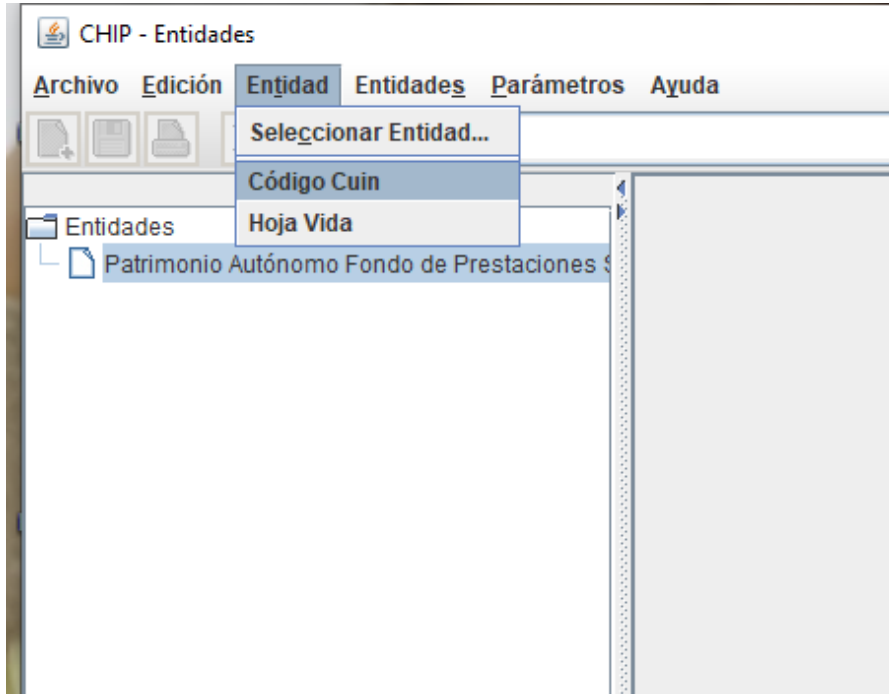 CHIP - Entidades
Archivo Edición Entidad Entidades Parámetros Ayuda
Seleccionar Entidad...
Código Cuin
Hoja Vida
Entidades
Patrimonio Autónomo Fondo de Prestaciones